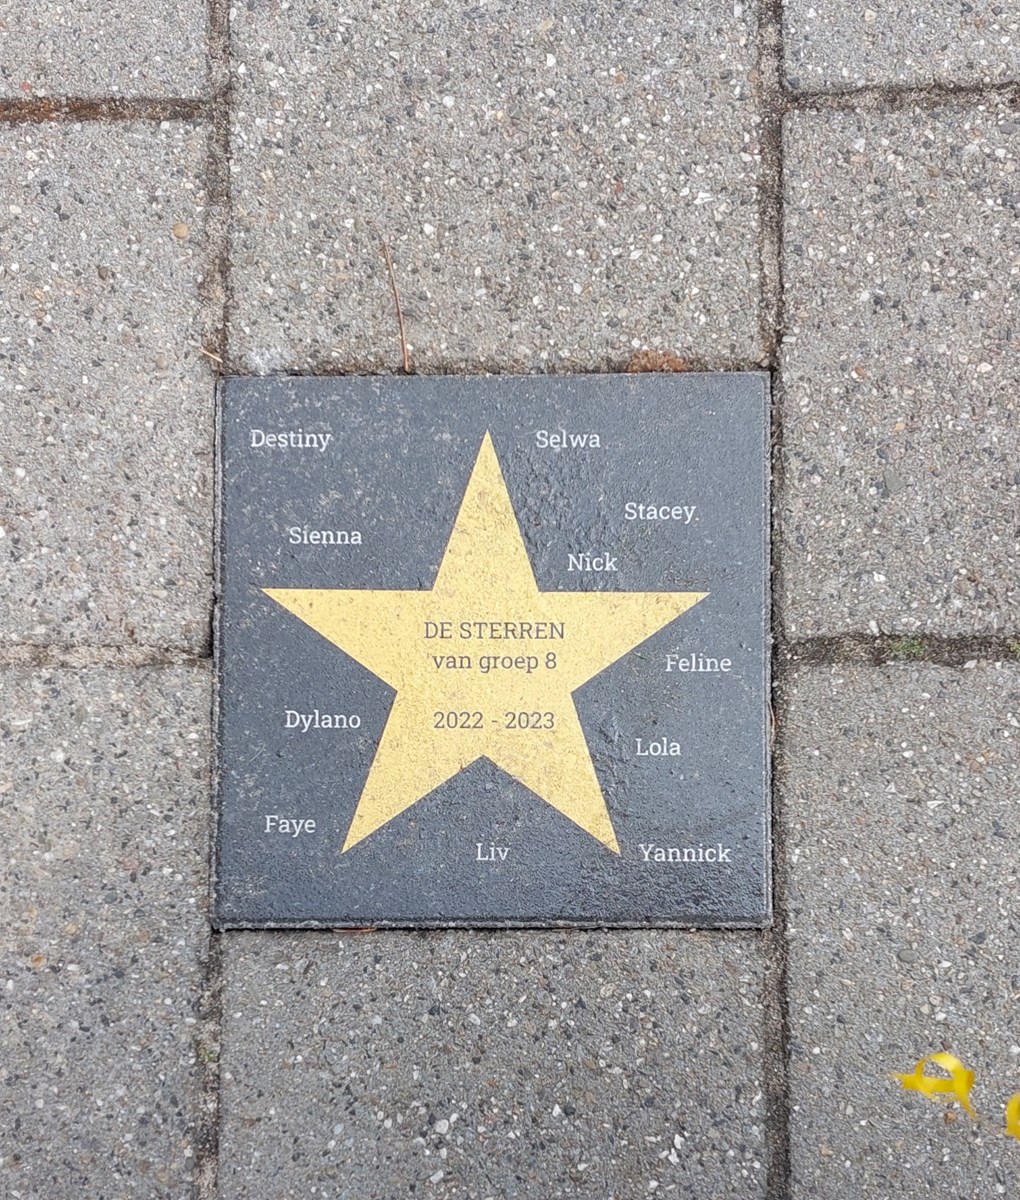 Destiny
Selwa
Stacey.
Sienna
Nick
DE STERREN
van groep 8
Feline
2022 - 2023
Dylano
Lola
Faye
Liv
Yannick